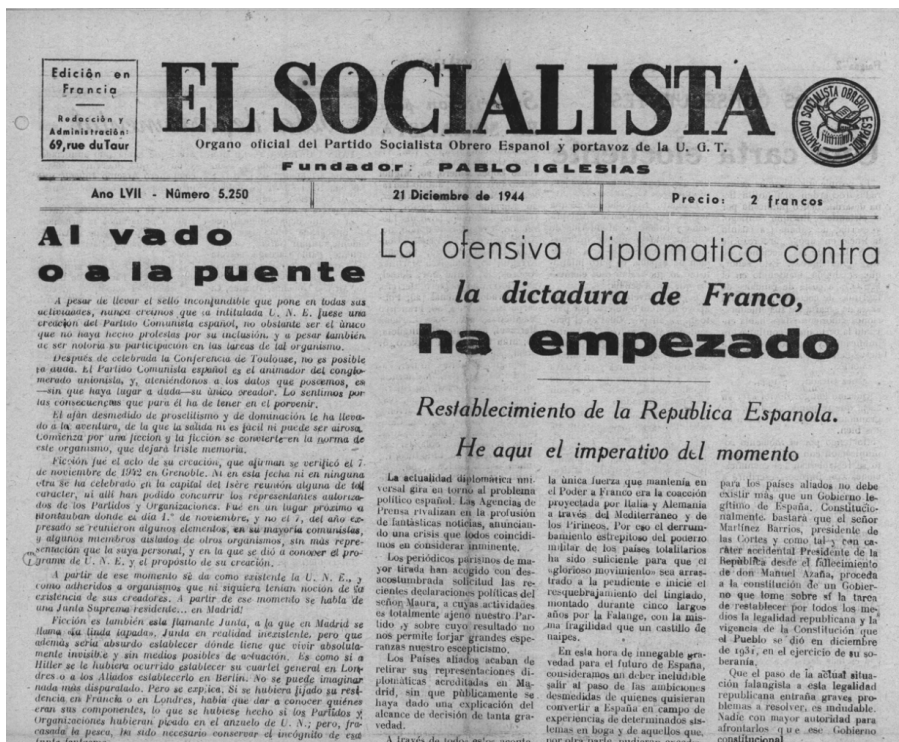 Edición en
Francia
Redacción y
Administración:
69, rue du Taur
EL SOCIALISTA
PARTIDO SOCIALISTA OBRERO ESPAÑOL
Organo oficial del Partido Socialista Obrero Espanol y portavoz de la U. G. T.
Fundador: PABLO IGLESIAS
Ano LVII - Número 5.250
21 Diciembre de 1944
Precio: 2 francos
Al vado
o a la puente
A pesar de llevar el sello inconfundible que pone en todas sus
actividades, nunca creimos que la intitulada U. N. E. fuese una
creación del Partido Comunista español, no obstante ser el único
que no haya hecho protestas por su inclusión, y a pesar también
de ser notoria su participación en las tareas de tal organismo.
Después de celebrada la Conferencia de Toulouse, no es posible
la duda. El Partido Comunista español es el animador del conglo-
merado unionista, y, ateniéndonos a los datos que poseemos, es
—sin que haya lugar a duda—su único creador. Lo sentimos por
las consecuencias que para él ha de tener en el porvenir.
El afán desmedido de proselitismo y de dominación le ha lleva-
do a la aventura, de la que la salida ni es fácil ni puede ser airosa.
Comienza por una ficción y la ficción se convierte en la norma de
este organismo, que dejará triste memoria.
Ficción fué el acto de su creación, que afirman se verificó el 7
de noviembre de 1942 en Grenoble. Ni en esta fecha ni en ninguna
otra se ha celebrado en la capital del Isère reunión alguna de tal
caracter, ni allí han podido concurrir los representantes autoriza-
dos de los Partidos y Organizaciones. Fué en un lugar próximo a
Montauban donde es día 1.° de noviembre, y no el 7, del año ex-
presado se reunieron algunos elementos, en su mayoría comunistas,
y algunos miembros aislados de otros organismos, sin más repre-
sentación que la suya personal, y en la que se dió a conocer el pro-
grama de U. N. E. y el propósito de su creación.
A partir de ese momento se da como existente la U. N. E., y
como adheridos a organismos que ni siquiera tenían noción de la
existencia de sus creadores. A partir de ese momento se habla de
una Junta Suprema residente... en Madrid!
Ficción es también esta flamante Junta, a la que en Madrid se
llama «la linda tapada», Junta en realidad inexistente, pero que
además sería absurdo establecer donde tiene que vivir absoluta-
mente invisible y sin medios posibles de actuación. Es como si a
Hitler se le hubiera ocurrido establecer su cuartel general en Lon-
dres o a los Aliados establecerlo en Berlin. No se puede imaginar
nada más disparatado. Pero se explica. Si se hubiera fijado su resi-
dencia en Francia o en Londres, había que dar a conocer quiénes
eran sus componentes, lo que se hubiese hecho si los Partidos y
Organizaciones hubieran picado en el anzuelo de U. N.; pero, fra-
casada la pesca, ha sido necesario conservar el incógnito de esa
La ofensiva diplomatica contra
la dictadura de Franco,
ha empezado
Restablecimiento de la Republica Espanola.
He aqui el imperativo del momento
La actualidad diplomática uni-
versal gira en torno al problema
político español. Las Agencias de
Prensa rivalizan en la profusión
de fantásticas noticias, anuncian-
do una crisis que todos coincidi-
mos en considerar inminente.
Los periódicos parisinos de ma-
yor tirada han acogido con des-
acostumbrada solicitud las re-
cientes declaraciones políticas del
señor Maura, a cuyas actividades
es totalmente ajeno nuestro Par-
tido y sobre cuyo resultado no
nos permite forjar grandes espe-
ranzas nuestro escepticismo.
Los Países aliados acaban de
retirar sus representaciones di-
plomáticas acreditadas en Ma-
drid, sin que públicamente se
haya dado una explicación del
alcance de decisión de tanta gra-
vedad.
la única fuerza que mantenía en
el Poder a Franco era la coacción
proyectada por Italia y Alemania
a través del Mediterraneo y de
los Pirineos. Por eso el derrum-
bamiento estrepitoso del poderío
militar de los países totalitarios
ha sido suficiente para que el
«glorioso movimiento» sea arras-
trado a la pendiente e inicie el
resquebrajamiento del tinglado,
montado durante cinco largos
años por la Falange, con la mis-
ma fragilidad que un castillo de
naipes.
En esta hora de innegable gra-
vedad para el futuro de España,
consideramos un deber ineludible
salir al paso de las ambiciones
desmedidas de quienes quisieran
convertir a España en campo de
experiencias de determinados sis-
temas en boga y de aquellos que,
para los países aliados no debe
existir más que un Gobierno le-
gítimo de España. Constitucio-
nalmente, bastará que el señor
Martínez Barrios, presidente de
las Cortes y como tal y con ca-
ráter accidental Presidente de la
República desde el fallecimiento
de don Manuel Azaña, proceda
a la constitución de un Gobier-
no que tome sobre sí la tarea
de restablecer por todos los me-
dios la legalidad republicana y la
vigencia de la Constitución que
el Pueblo se dió en diciembre
de 1931, en el ejercicio de su so-
berania.
Que el paso de la actual situa-
ción falangista a esta legalidad
republicana entraña graves pro-
blemas a resolver, es indudable.
Nadie con mayor autoridad para
afrontarlos que ese Gobierno
constitucional